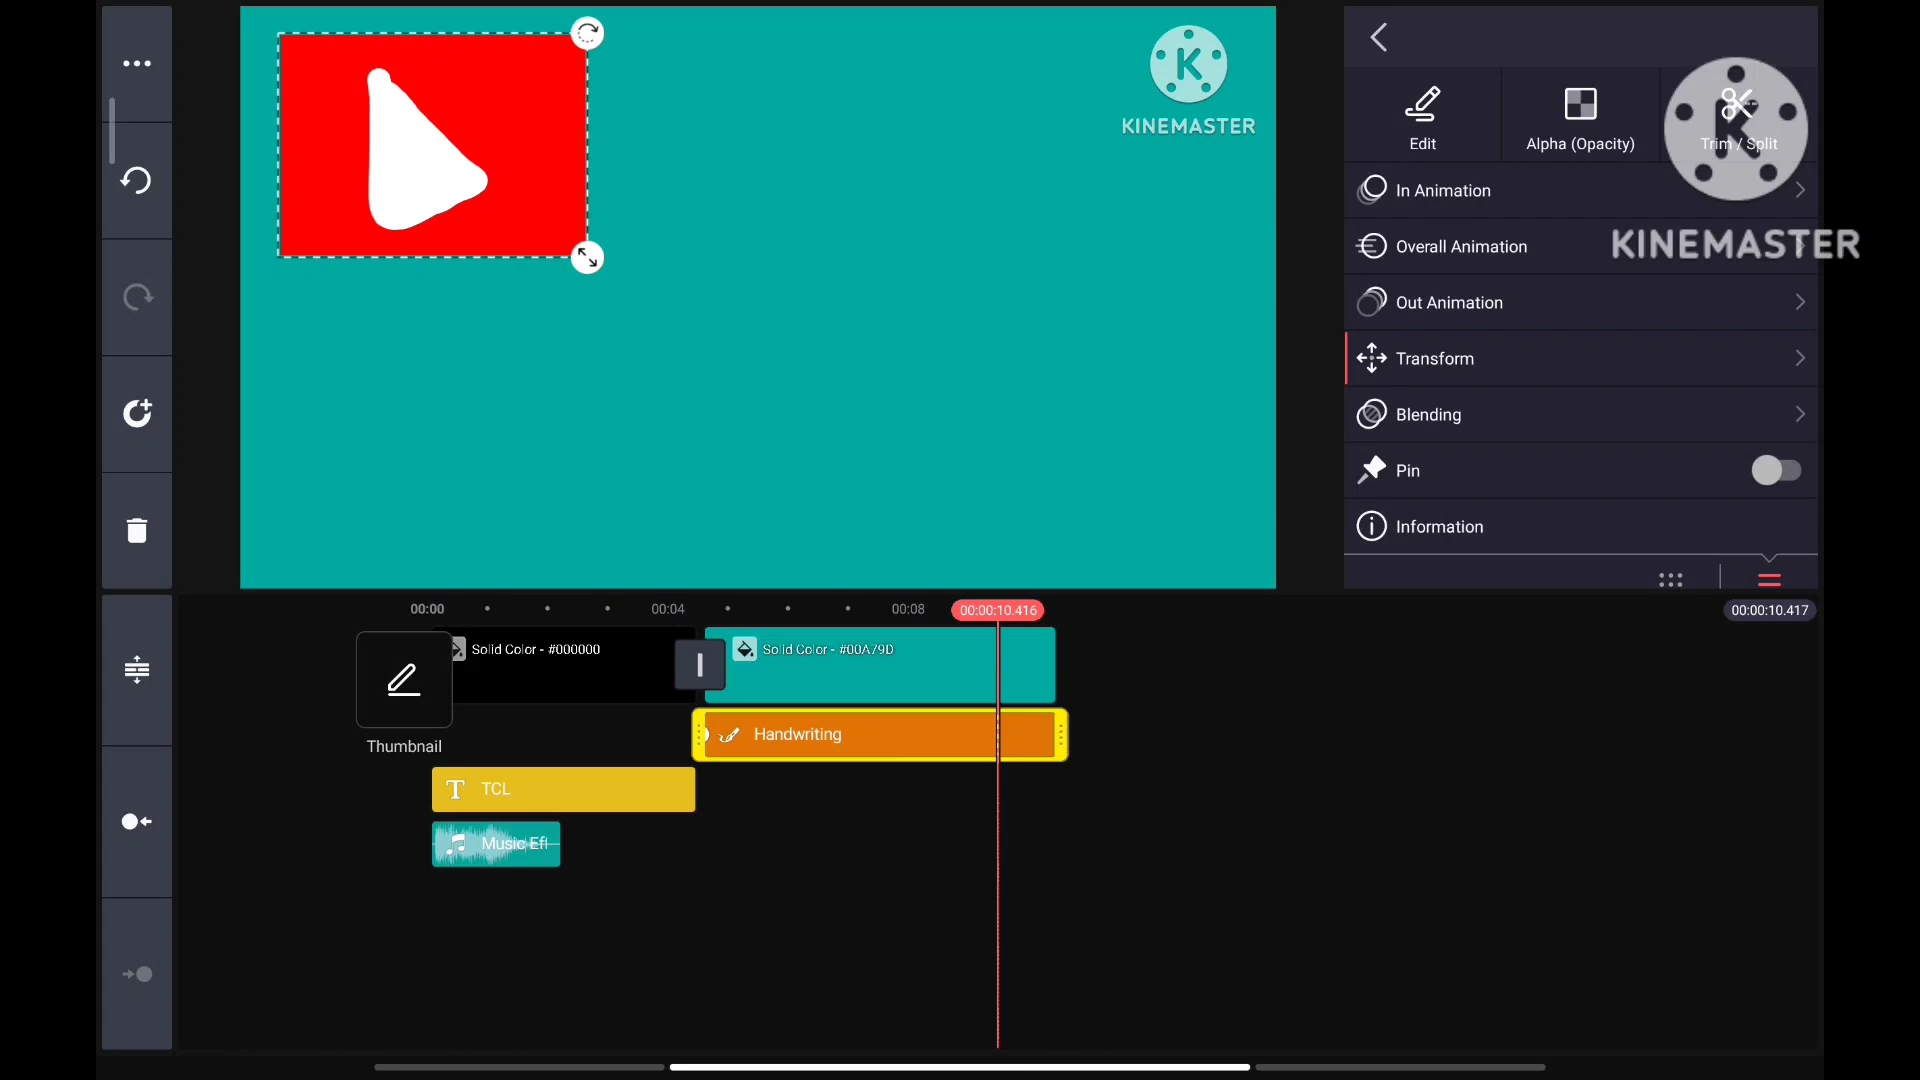 K
KINEMASTER
Edit
Alpha (Opacity)
Trim / Split
K
KINEMASTER
In Animation
Overall Animation
Out Animation
Transform
Blending
Pin
Information
00:00
00:04
00:08
00:00:10.416
00:00:10.417
Solid Color - #000000
Solid Color - #00A79D
Thumbnail
Handwriting
T TCL
Music Eff